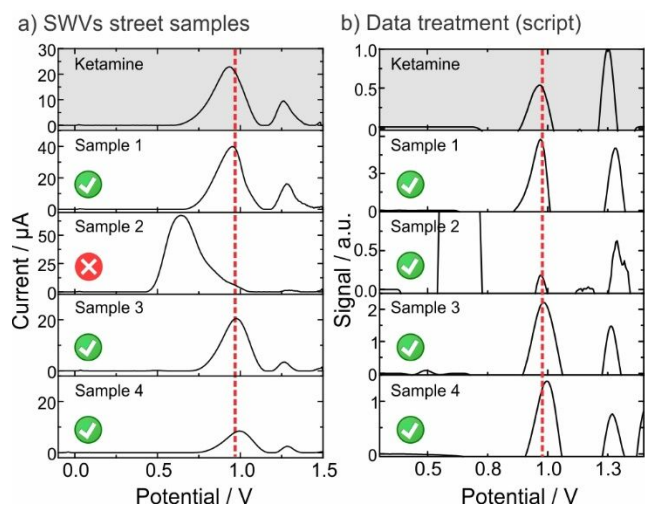 a) SWVs street samples
b) Data treatment (script)
Current / µA
30
20
10
0
Ketamine
40
20
0
Sample 1
50
25
0
Sample 2
20
0
Sample 3
20
0
Sample 4
0.0 0.5 1.0 1.5
Potential / V
Signal / a.u.
1.0
0.5
0.0
Ketamine
3
0
Sample 1
0.5
0.0
Sample 2
2
1
0
Sample 3
1
0
Sample 4
0.5 0.8 1.0 1.3
Potential / V